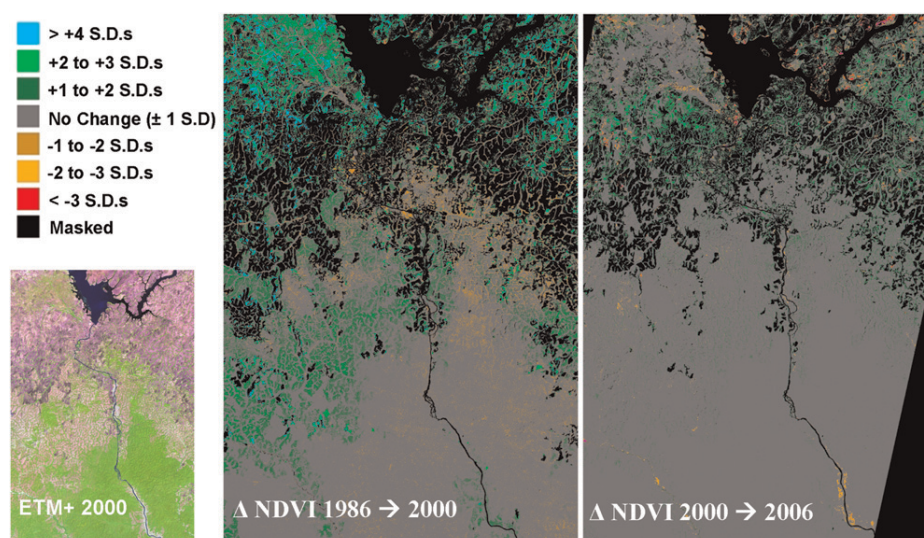 > +4 S.D.s
+2 to +3 S.D.s
+1 to +2 S.D.s
No Change (± 1 S.D)
-1 to -2 S.D.s
-2 to -3 S.D.s
< -3 S.D.s
Masked
ETM+ 2000
Δ NDVI 1986 → 2000
Δ NDVI 2000 → 2006